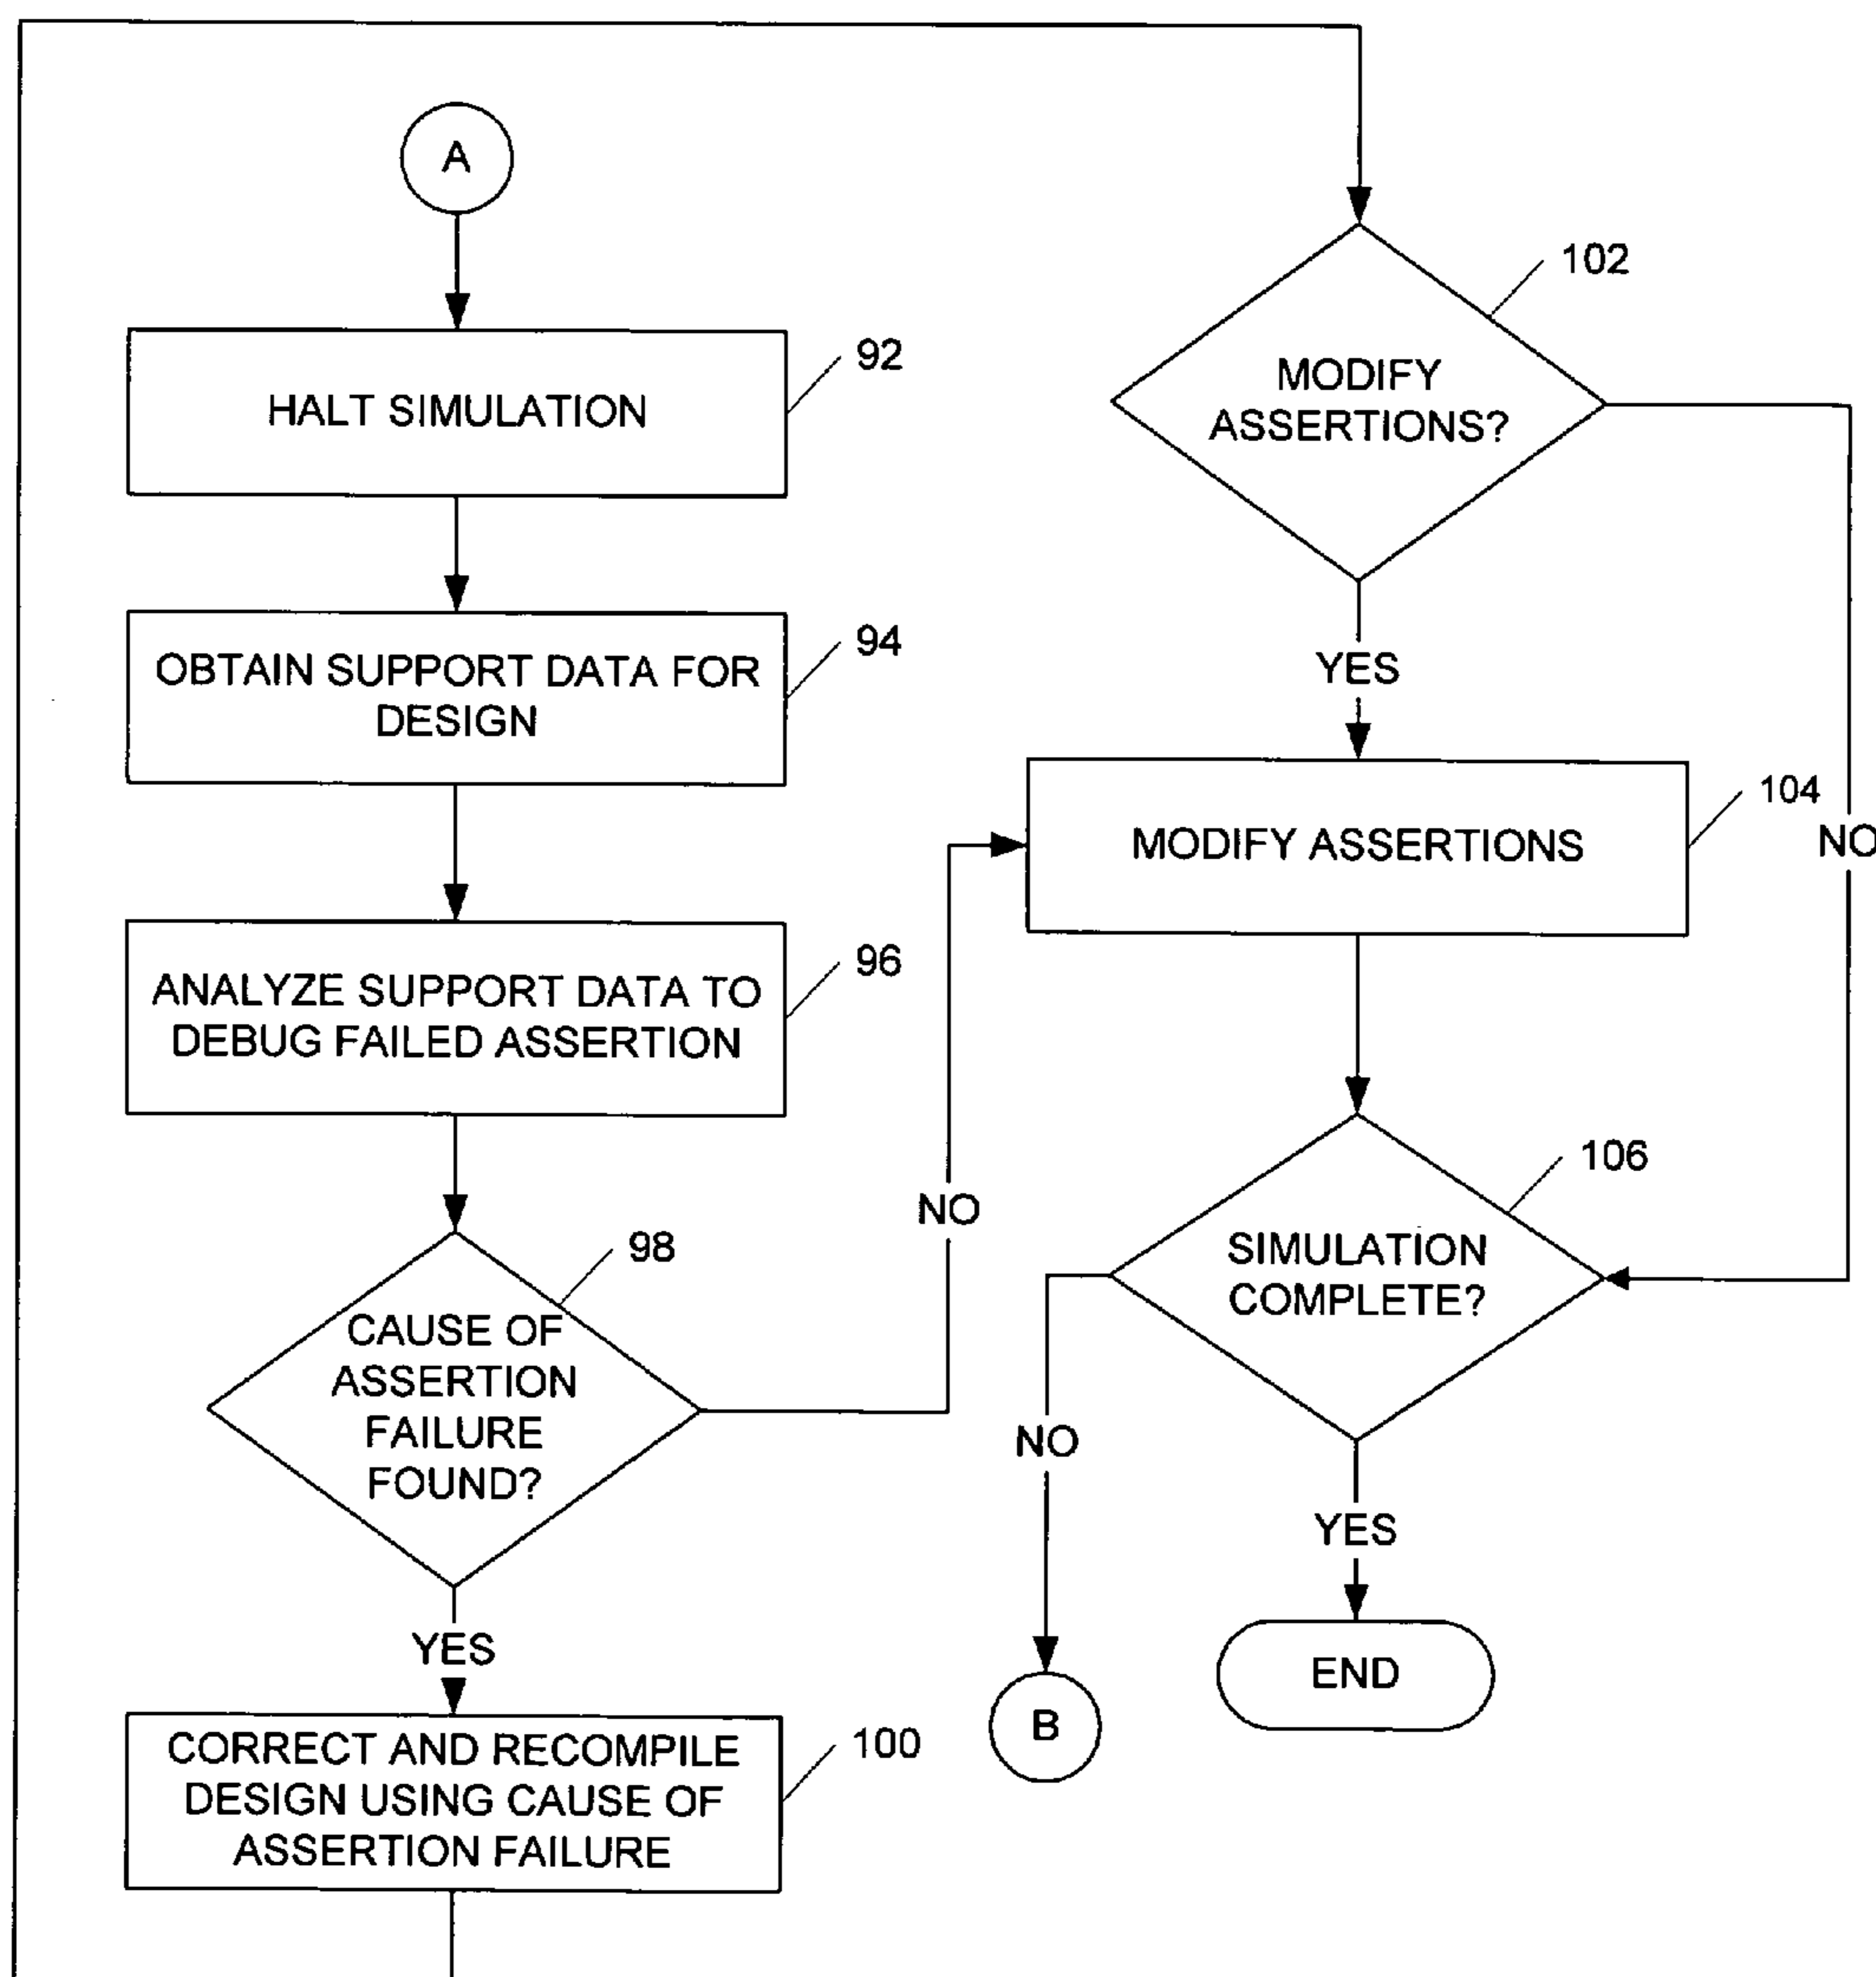 A
92
HALT SIMULATION
94
OBTAIN SUPPORT DATA FOR
DESIGN
96
ANALYZE SUPPORT DATA TO
DEBUG FAILED ASSERTION
98
CAUSE OF
ASSERTION
FAILURE
FOUND?
NO
YES
100
CORRECT AND RECOMPILE
DESIGN USING CAUSE OF
ASSERTION FAILURE
102
MODIFY
ASSERTIONS?
YES
NO
104
MODIFY ASSERTIONS
106
SIMULATION
COMPLETE?
NO
YES
B
END